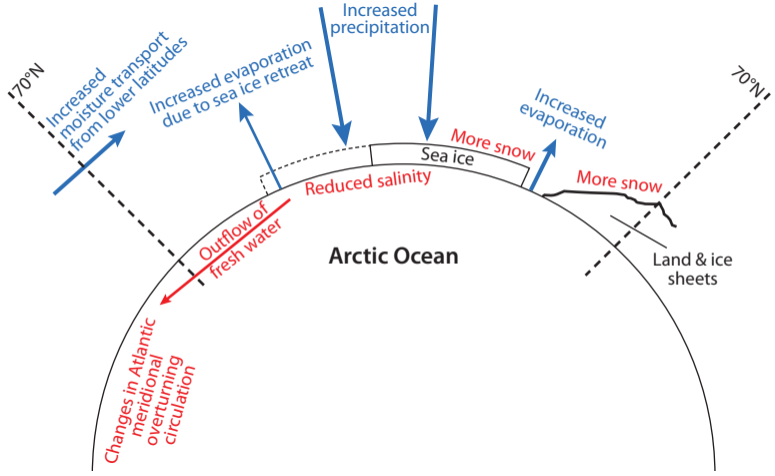 70°N
Increased
moisture transport
from lower latitudes
Increased evaporation
due to sea ice retreat
Increased
precipitation
Increased
evaporation
70°N
More snow
Sea ice
Reduced salinity
More snow
Outflow of
fresh water
Arctic Ocean
Land & ice
sheets
Changes in Atlantic
meridional
overturning
circulation